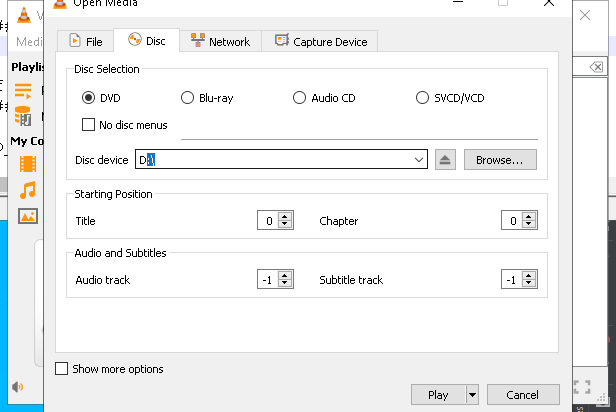 Open Media
Medi
File
Disc
Network
Capture Device
Playlis
My Co
Disc Selection
DVD
Blu-ray
Audio CD
SVCD/VCD
No disc menus
Disc device
D:\
Browse...
Starting Position
Title
0
Chapter
0
Audio and Subtitles
Audio track
-1
Subtitle track
-1
Show more options
Play
Cancel